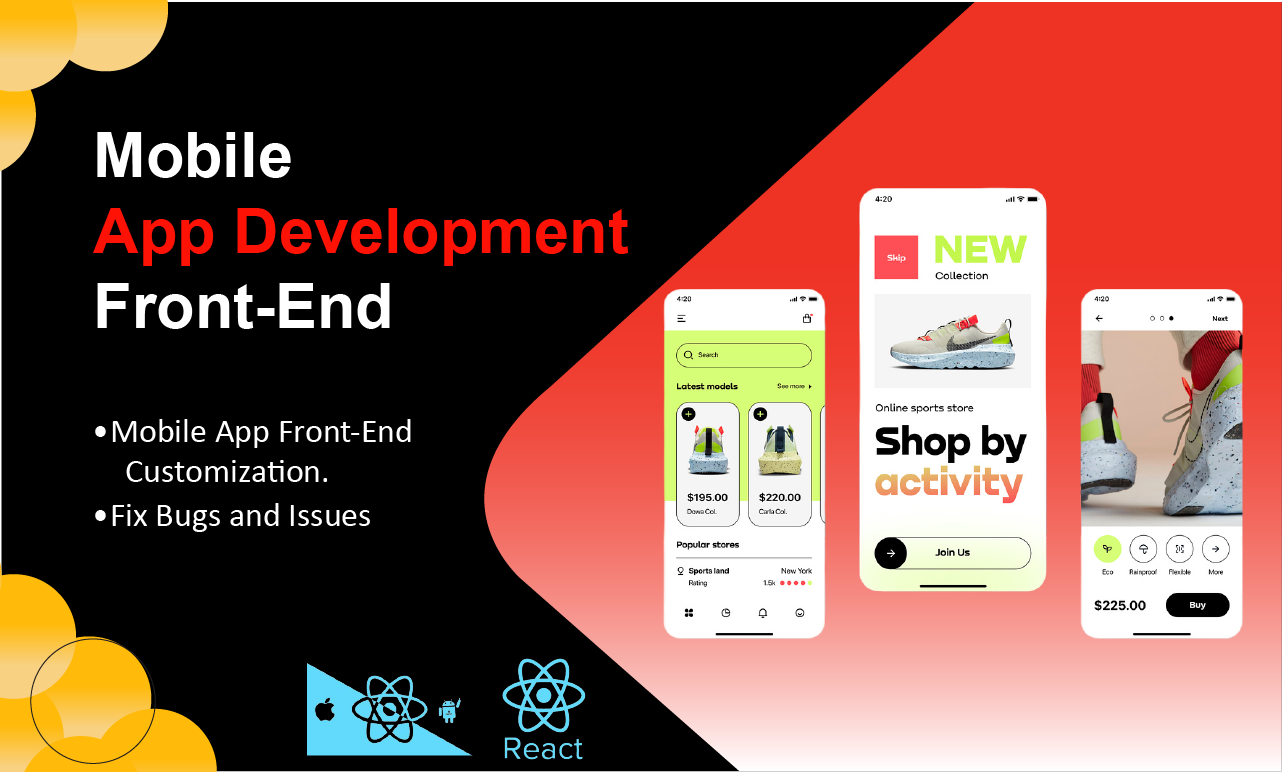 Mobile
App Development
Front-End
•Mobile App Front-End
Customization.
•Fix Bugs and Issues
React
4:20
Search
Latest models
See more
$195.00
$220.00
Dowa Col.
Carla Col.
Popular stores
Sports land
New York
Rating
1.5k
4:20
Skip
NEW
Collection
Online sports store
Shop by
activity
Join Us
4:20
Next
Eco
Rainproof
Flexible
More
$225.00
Buy